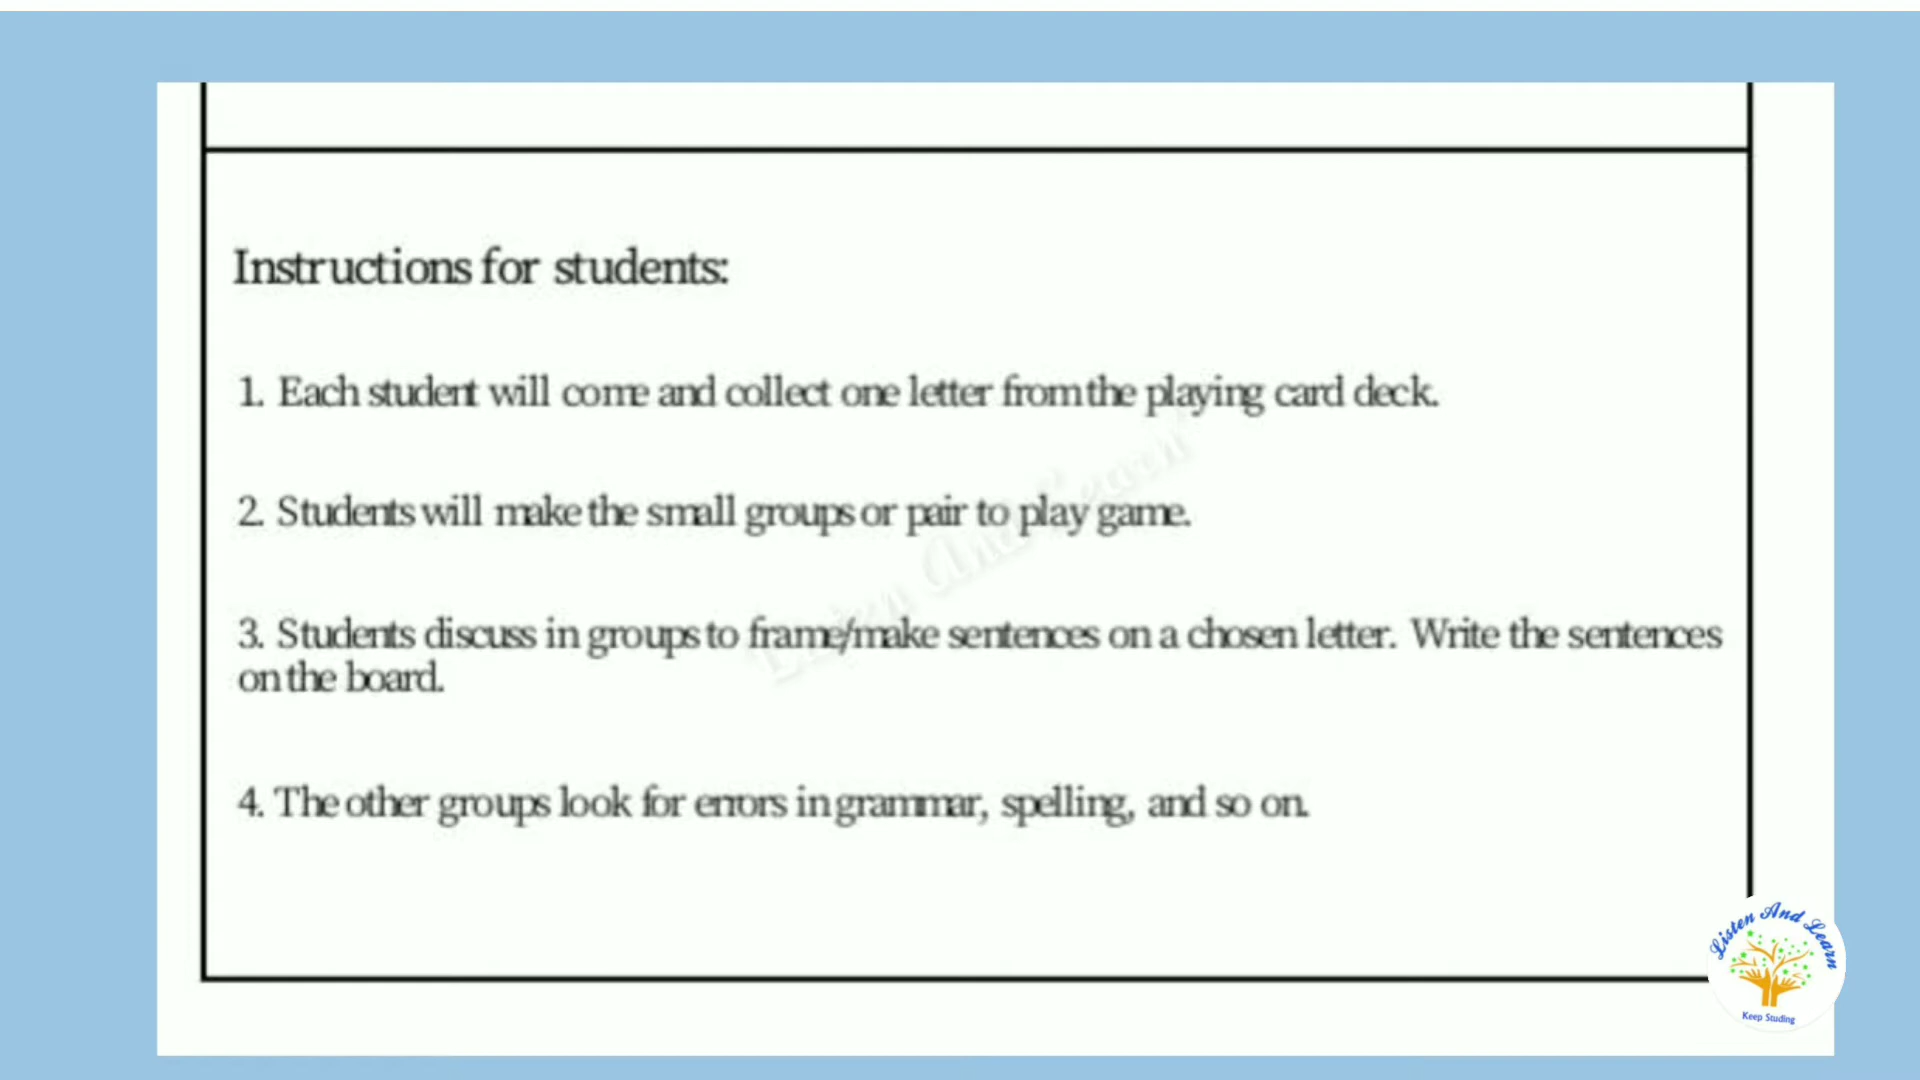 Instructions for students:
1. Each student will come and collect one letter from the playing card deck.
2. Students will make the small groups or pair to play game.
3. Students discuss in groups to frame/make sentences on a chosen letter. Write the sentences
on the board.
4. The other groups look for errors in grammar, spelling, and so on.
Listen And Learn
Listen And Learn
Keep Studing